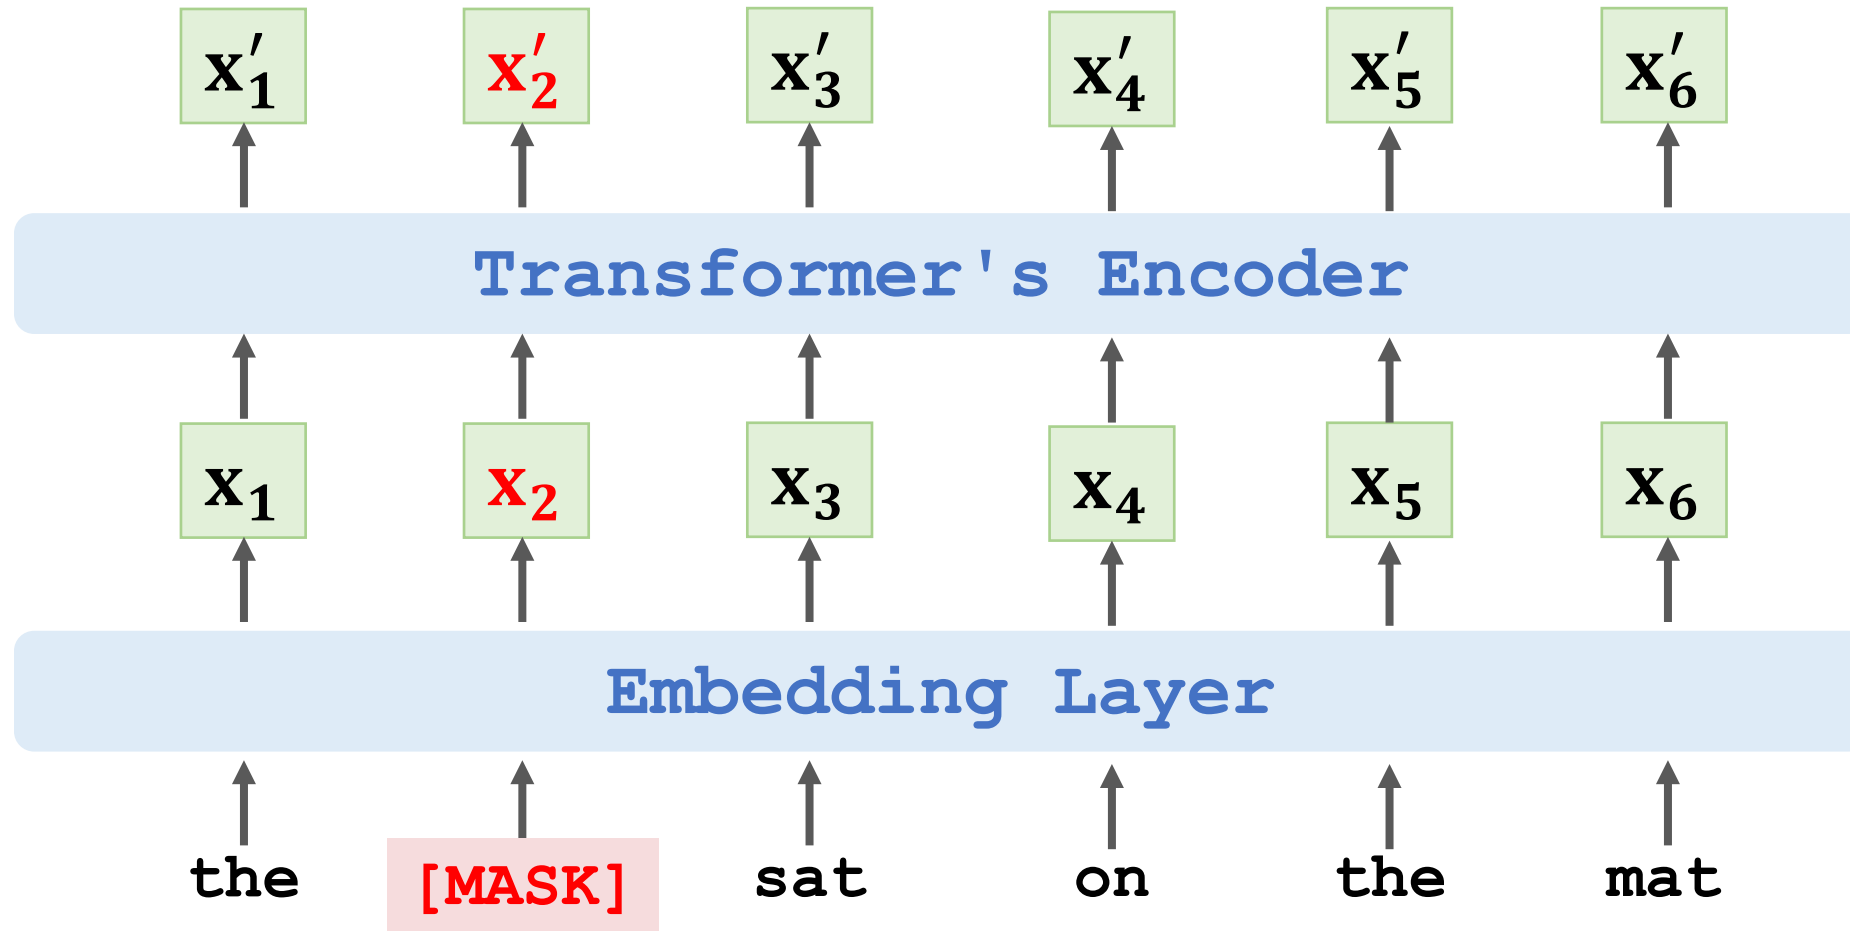 x′₁ x′₂ x′₃ x′₄ x′₅ x′₆
Transformer's Encoder
x₁ x₂ x₃ x₄ x₅ x₆
Embedding Layer
the [MASK] sat on the mat